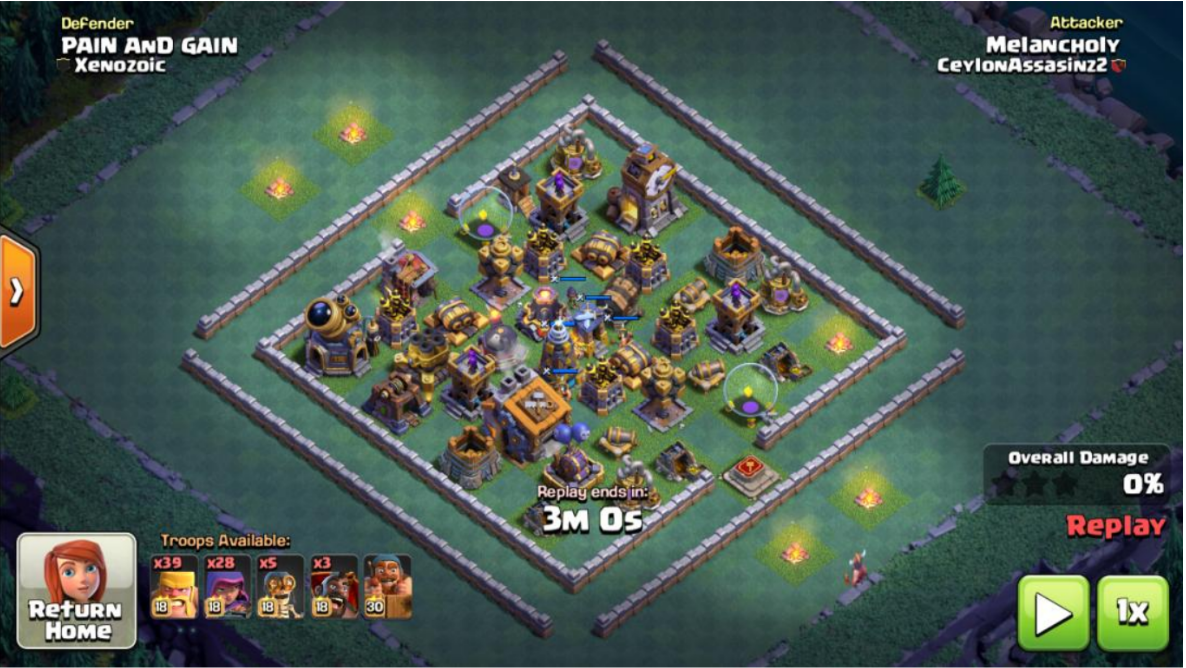 Defender
PAIN AND GAIN
Xenozoic
Attacker
Melancholy
CeylonAssasinz2
Overall Damage
0%
Replay
Replay ends in:
3M 0s
Troops Available:
x39
x28
x5
x3
18
18
18
18
30
Return
Home
1x